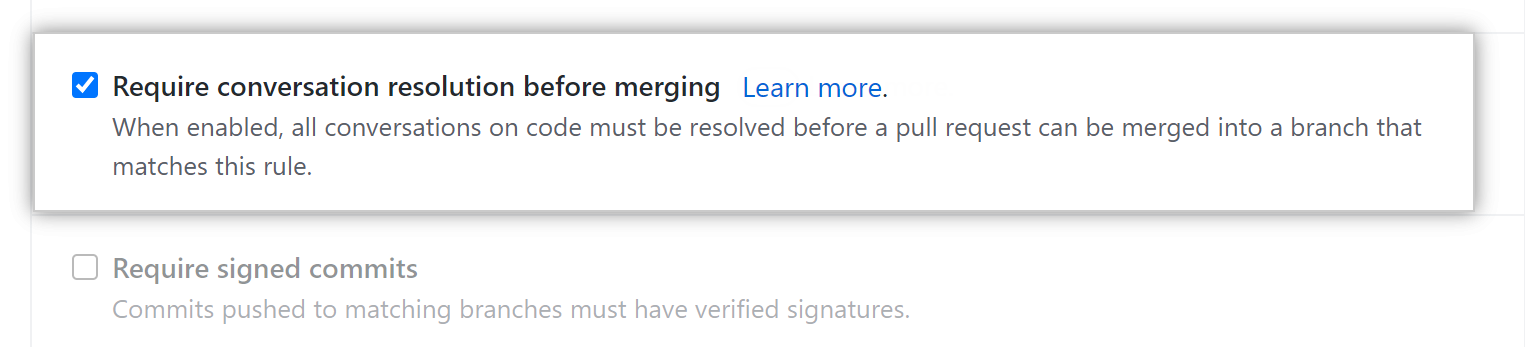 Require conversation resolution before merging Learn more.
When enabled, all conversations on code must be resolved before a pull request can be merged into a branch that
matches this rule.
Require signed commits
Commits pushed to matching branches must have verified signatures.